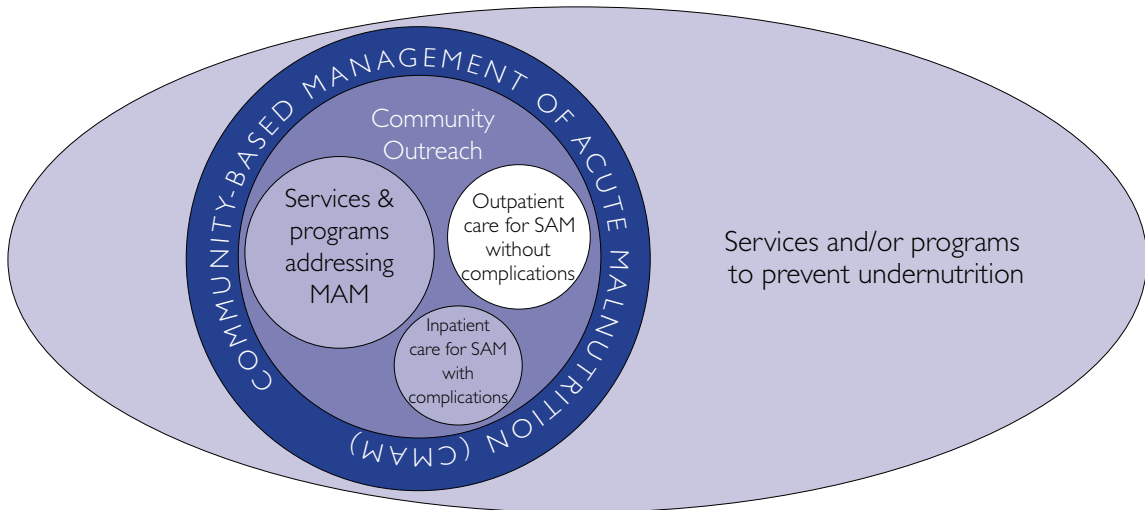 COMMUNITY-BASED MANAGEMENT OF ACUTE MALNUTRITION (CMAM)
Community
Outreach
Services &
programs
addressing
MAM
Outpatient
care for SAM
without
complications
Inpatient
care for SAM
with
complications
Services and/or programs
to prevent undernutrition